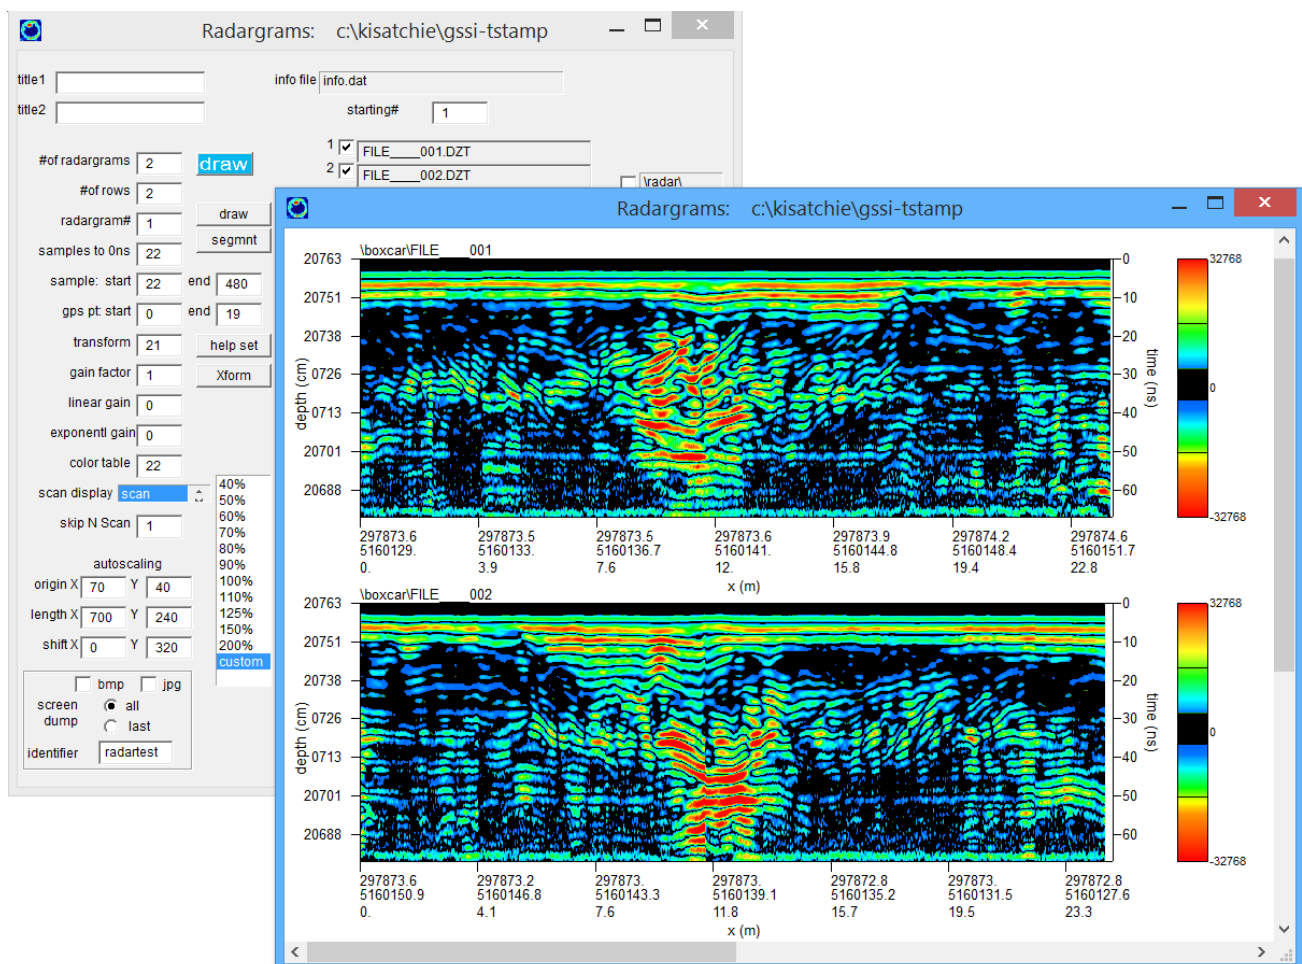 Radargrams: c:\kisatchie\gssi-tstamp
title1
info file info.dat
title2
starting# 1
1 FILE____001.DZT
2 FILE____002.DZT
\radar\
#of radargrams 2 draw
#of rows 2
radargram# 1 draw
samples to 0ns 22 segmnt
sample: start 22 end 480
gps pt: start 0 end 19
transform 21 help set
gain factor 1 Xform
linear gain 0
exponentl gain 0
color table 22
scan display scan
skip N Scan 1
40%
50%
60%
70%
80%
90%
100%
110%
125%
150%
200%
custom
autoscaling
origin X 70 Y 40
length X 700 Y 240
shift X 0 Y 320
bmp jpg
screen dump all
last
identifier radartest
Radargrams: c:\kisatchie\gssi-tstamp
\boxcar\FILE____001
20763
20751
20738
0726
0713
20701
20688
depth (cm)
0
10
20
30
40
50
60
time (ns)
32768
0
-32768
297873.6 297873.5 297873.5 297873.6 297873.9 297874.2 297874.6
5160129. 5160133. 5160136.7 5160141. 5160144.8 5160148.4 5160151.7
0. 3.9 7.6 12. 15.8 19.4 22.8
x (m)
\boxcar\FILE____002
20763
20751
20738
0726
0713
20701
20688
depth (cm)
0
10
20
30
40
50
60
time (ns)
32768
0
-32768
297873.6 297873.2 297873. 297873. 297872.8 297873. 297872.8
5160150.9 5160146.8 5160143.3 5160139.1 5160135.2 5160131.5 5160127.6
0. 4.1 7.6 11.8 15.7 19.5 23.3
x (m)